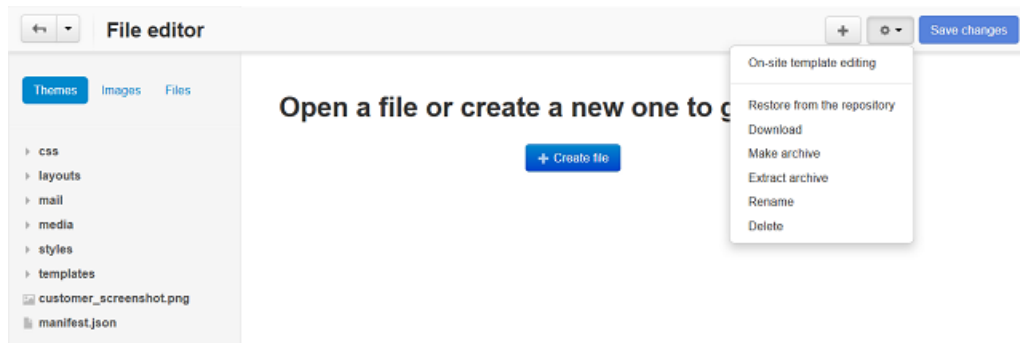 File editor
Save changes
On-site template editing
Restore from the repository
Download
Make archive
Extract archive
Rename
Delete
Themes Images Files
css
layouts
mail
media
styles
templates
customer_screenshot.png
manifest.json
Open a file or create a new one to g
Create file